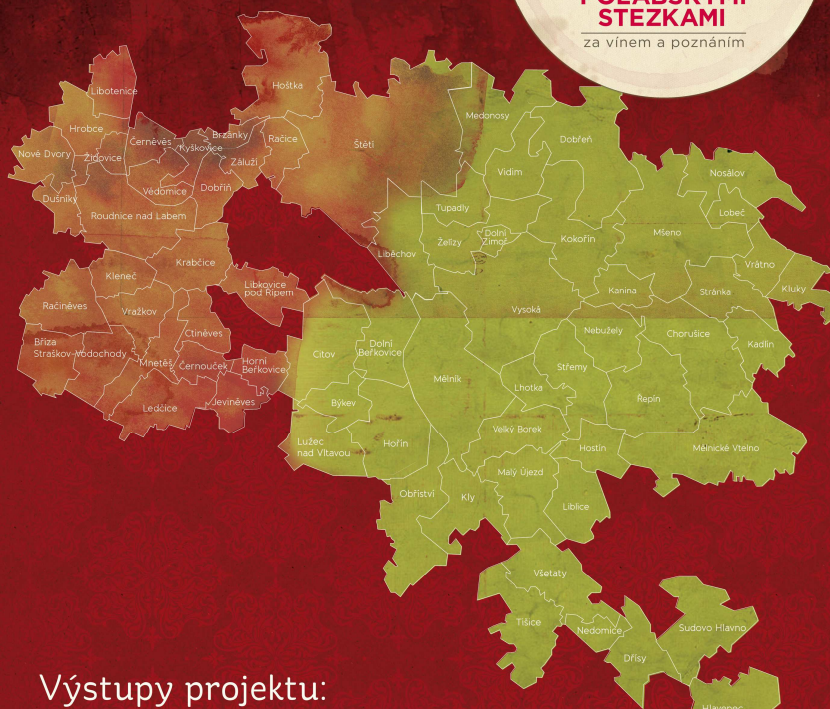 POLABSKÝMI
STEZKAMI
za vínem a poznáním
Libotenice
Hoštka
Medonosy
Hrobce
Brzánky
Račice
Dobřeň
Černěves
Kyškovice
Štětí
Nové Dvory
Židovice
Záluží
Vidim
Nosálov
Vědomice
Dobříň
Dušníky
Tupadly
Lobeč
Roudnice nad Labem
Dolní
Zimoř
Mšeno
Želízy
Kokořín
Liběchov
Krabčice
Vrátno
Kleneč
Libkovice
pod Řípem
Kanina
Stránka
Kluky
Račiněves
Vražkov
Vysoká
Ctiněves
Nebužely
Chorušice
Bříza
Dolní
Beřkovice
Kadlín
Straškov-Vodochody
Cítov
Mnetěš
Černouček
Horní
Beřkovice
Střemy
Mělník
Lhotka
Jeviněves
Býkev
Řepín
Ledčice
Velký Borek
Lužec
nad Vltavou
Hořín
Hostín
Mělnické Vtelno
Malý Újezd
Obříství
Kly
Liblice
Všetaty
Tišice
Nedomice
Sudovo Hlavno
Dřísy
Výstupy projektu:
Hlavenec